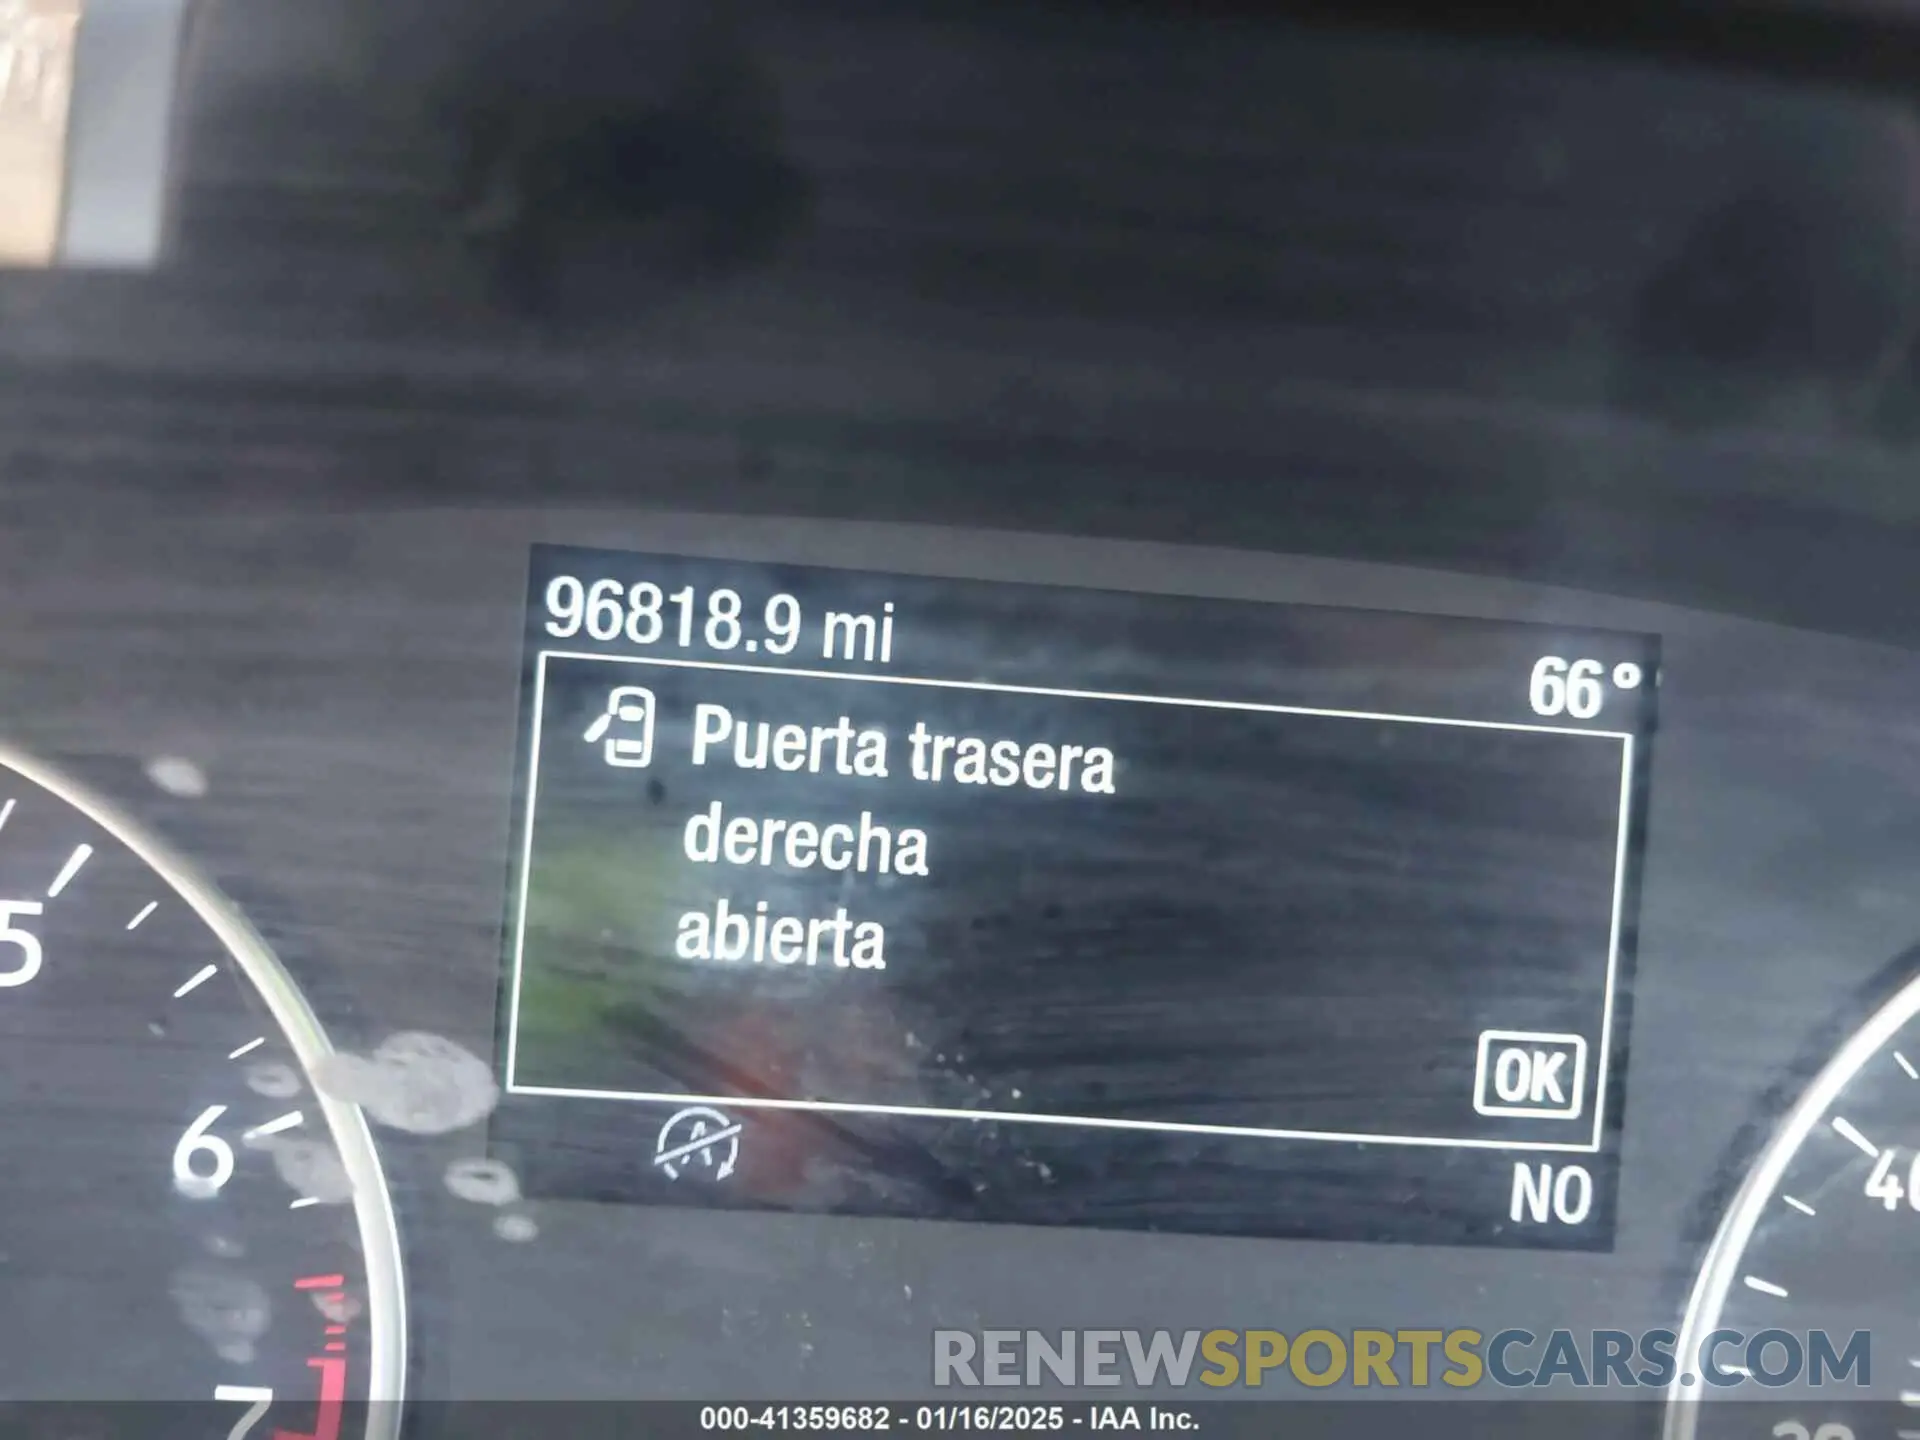 96818.9 mi
66°
Puerta trasera
derecha
abierta
OK
A
NO
5
6
7
40
RENEWSPORTSCARS.COM
000-41359682 - 01/16/2025 - IAA Inc.